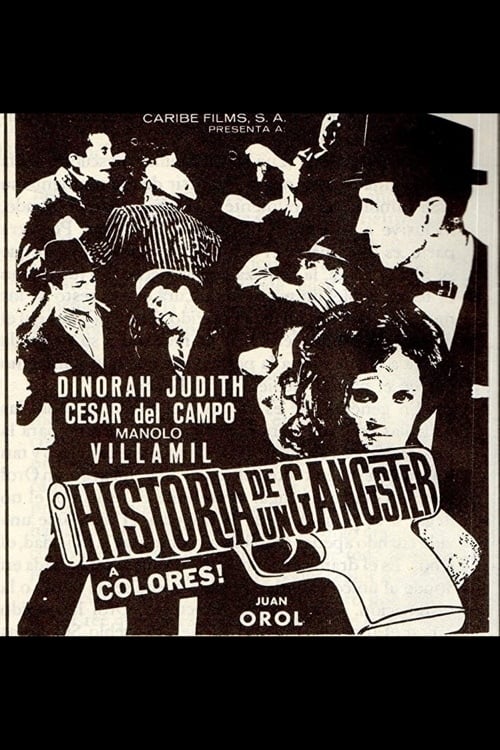 CARIBE FILMS, S. A.
PRESENTA A:
DINORAH JUDITH
CESAR del CAMPO
MANOLO
VILLAMIL
¡HISTORIA DE UN GANGSTER
A COLORES!
JUAN
OROL